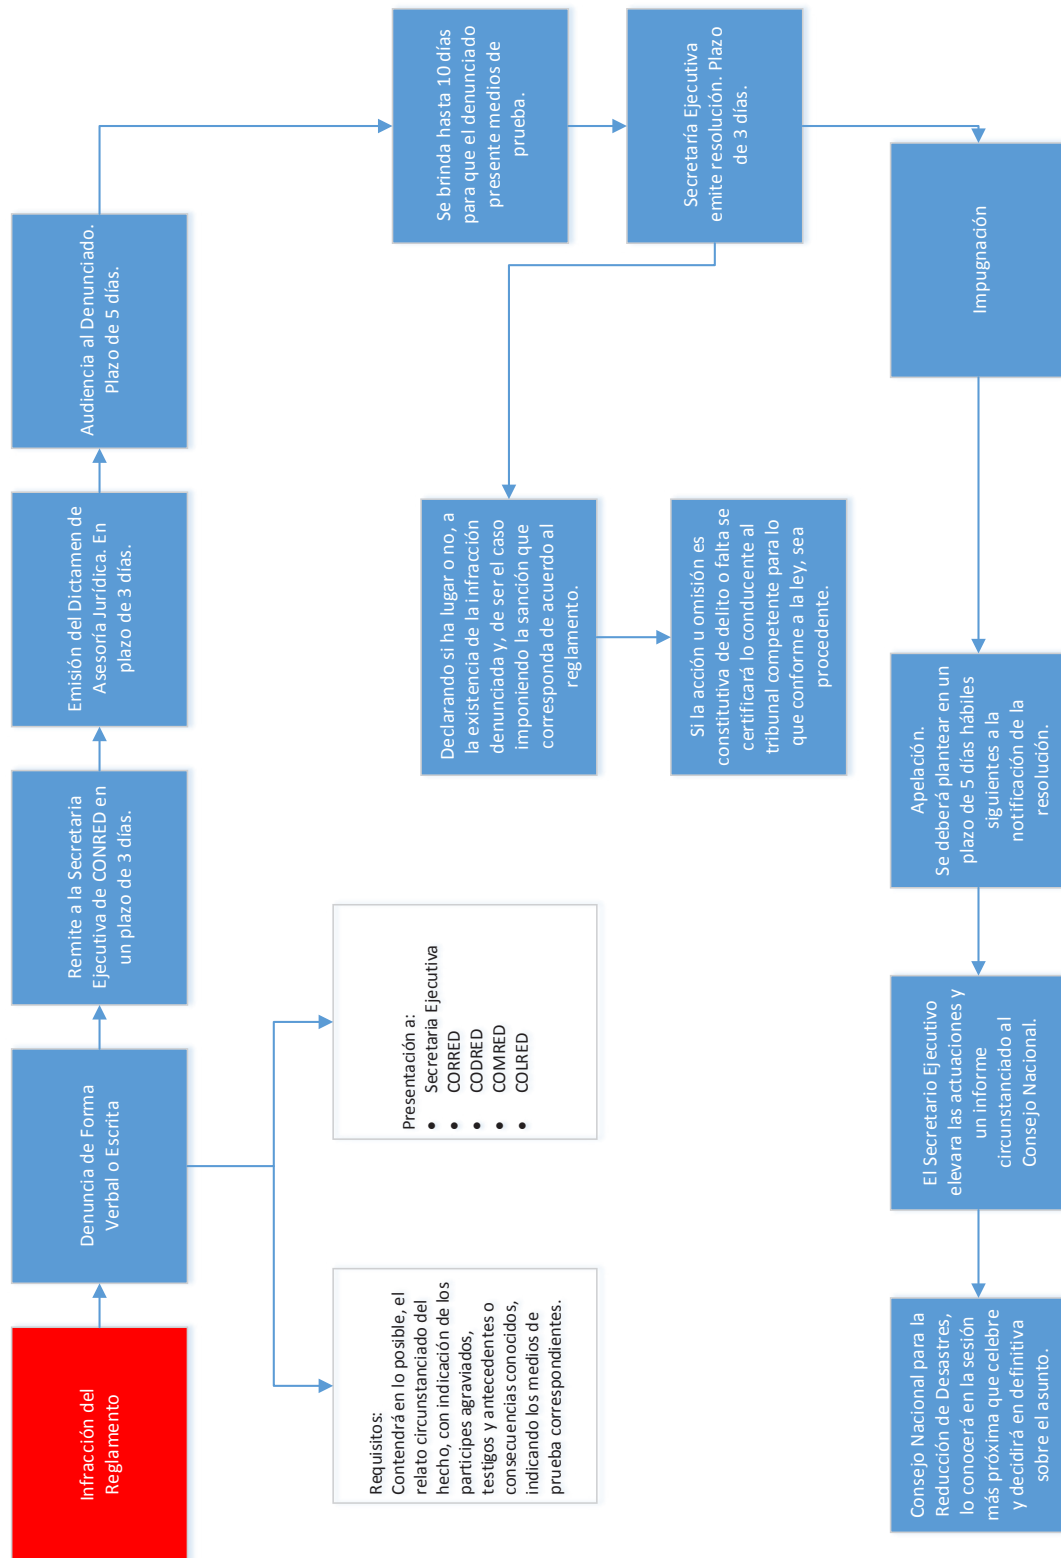 Infracción del
Reglamento
Denuncia de Forma
Verbal o Escrita
Remite a la Secretaria
Ejecutiva de CONRED en
un plazo de 3 días.
Emisión del Dictamen de
Asesoría Jurídica. En
plazo de 3 días.
Audiencia al Denunciado.
Plazo de 5 días.
Requisitos:
Contendrá en lo posible, el
relato circunstanciado del
hecho, con indicación de los
participes agraviados,
testigos y antecedentes o
consecuencias conocidos,
indicando los medios de
prueba correspondientes.
Presentación a:
• Secretaria Ejecutiva
• CORRED
• CODRED
• COMRED
• COLRED
Se brinda hasta 10 días
para que el denunciado
presente medios de
prueba.
Secretaría Ejecutiva
emite resolución. Plazo
de 3 días.
Declarando si ha lugar o no, a
la existencia de la infracción
denunciada y, de ser el caso
imponiendo la sanción que
corresponda de acuerdo al
reglamento.
Si la acción u omisión es
constitutiva de delito o falta se
certificará lo conducente al
tribunal competente para lo
que conforme a la ley, sea
procedente.
Impugnación
Apelación.
Se deberá plantear en un
plazo de 5 días hábiles
siguientes a la
notificación de la
resolución.
El Secretario Ejecutivo
elevara las actuaciones y
un informe
circunstanciado al
Consejo Nacional.
Consejo Nacional para la
Reducción de Desastres,
lo conocerá en la sesión
más próxima que celebre
y decidirá en definitiva
sobre el asunto.